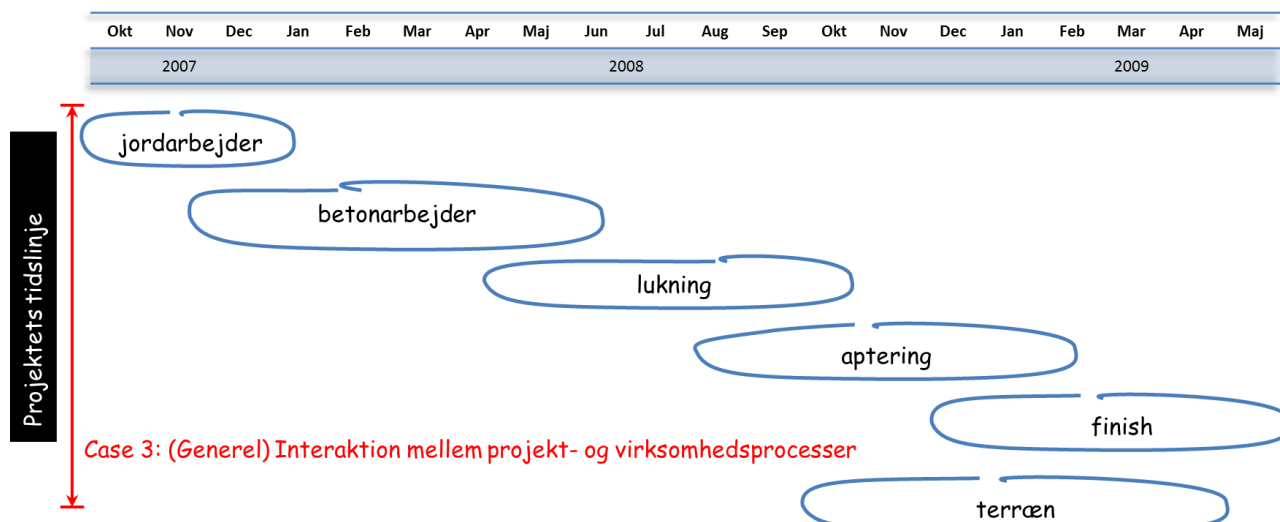 Okt Nov Dec Jan Feb Mar Apr Maj Jun Jul Aug Sep Okt Nov Dec Jan Feb Mar Apr Maj
2007 2008 2009
Projektets tidslinje
jordarbejder
betonarbejder
lukning
aptering
finish
Case 3: (Generel) Interaktion mellem projekt- og virksomhedsprocesser
terræn